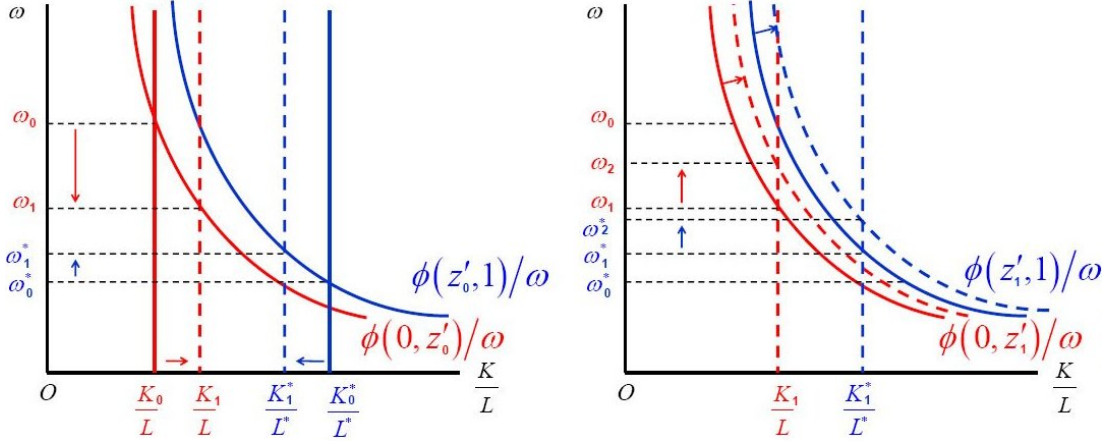 ω
ω₀
ω₁
ω₁*
ω₀*
ϕ(z′₀,1)/ω
ϕ(0,z′₀)/ω
O
K₀/L
K₁/L
K₁*/L*
K₀*/L*
K/L
ω
ω₀
ω₂
ω₁
ω₂*
ω₁*
ω₀*
ϕ(z′₁,1)/ω
ϕ(0,z′₁)/ω
O
K₁/L
K₁*/L*
K/L